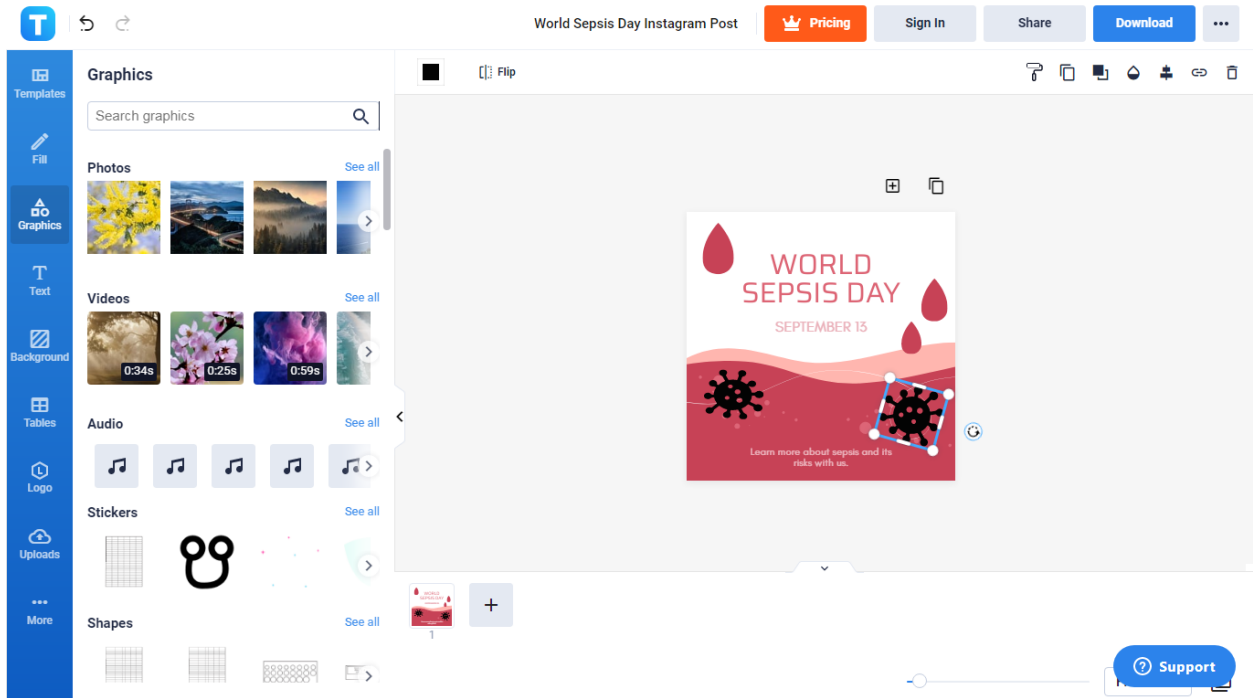 T
World Sepsis Day Instagram Post
Pricing
Sign In
Share
Download
Templates
Fill
Graphics
Text
Background
Tables
Logo
Uploads
More
Graphics
Search graphics
Photos
See all
Videos
See all
0:34s
0:25s
0:59s
Audio
See all
Stickers
See all
Shapes
See all
Flip
WORLD
SEPSIS DAY
SEPTEMBER 13
Learn more about sepsis and its
risks with us.
1
Support